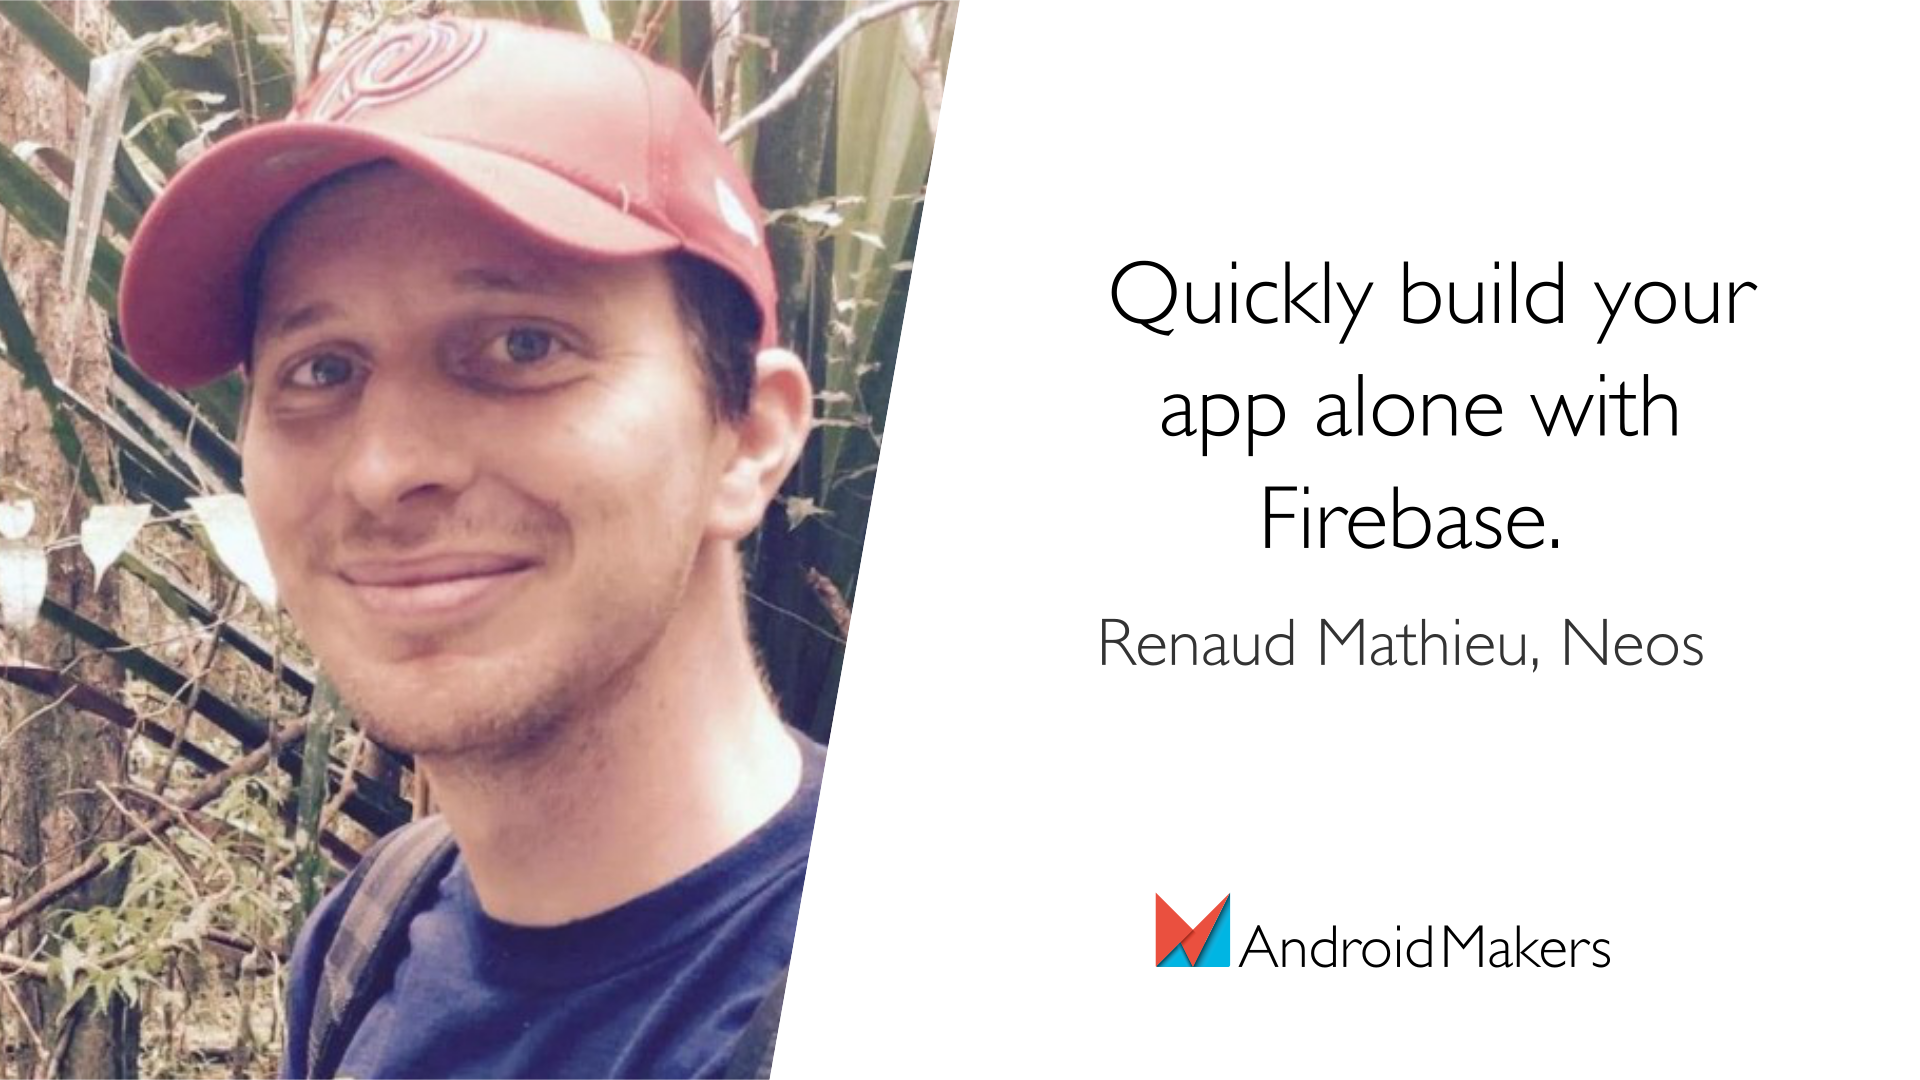 Quickly build your
app alone with
Firebase.
Renaud Mathieu, Neos
AndroidMakers